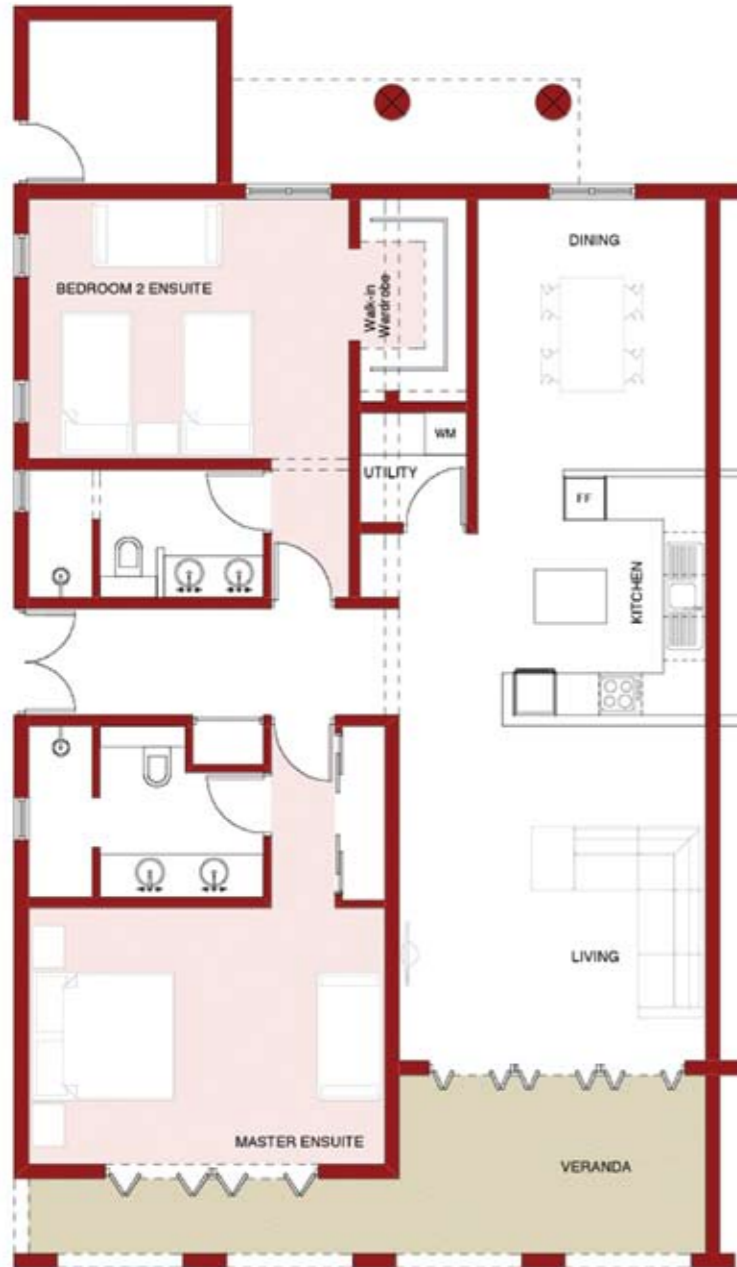 DINING
BEDROOM 2 ENSUITE
Walk-in
Wardrobe
WM
UTILITY
FF
KITCHEN
LIVING
MASTER ENSUITE
VERANDA